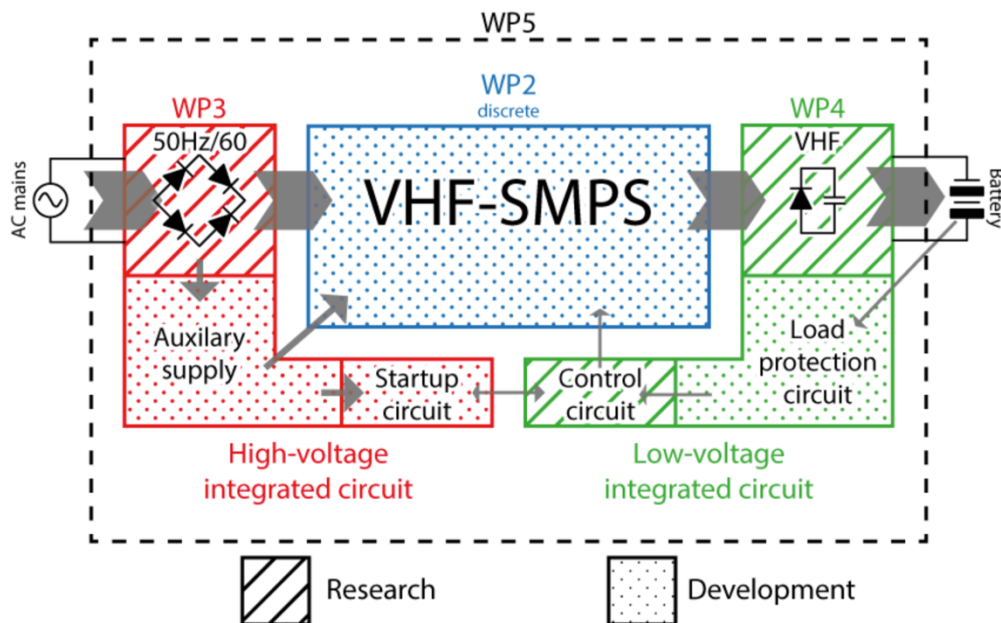 WP5
WP3
50Hz/60
WP2
discrete
WP4
VHF
AC mains
VHF-SMPS
Battery
Auxilary
supply
Startup
circuit
Control
circuit
Load
protection
circuit
High-voltage
integrated circuit
Low-voltage
integrated circuit
Research
Development